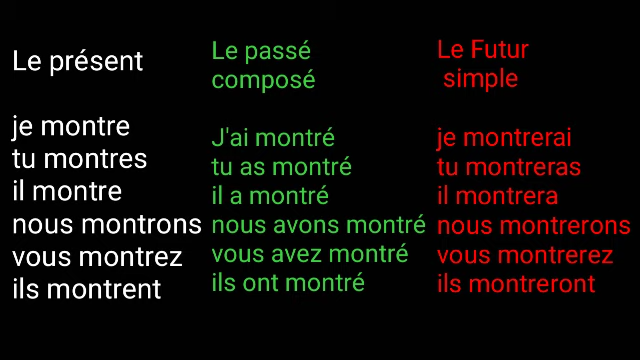 Le présent
je montre
tu montres
il montre
nous montrons
vous montrez
ils montrent
Le passé
composé
J'ai montré
tu as montré
il a montré
nous avons montré
vous avez montré
ils ont montré
Le Futur
simple
je montrerai
tu montreras
il montrera
nous montrerons
vous montrerez
ils montreront